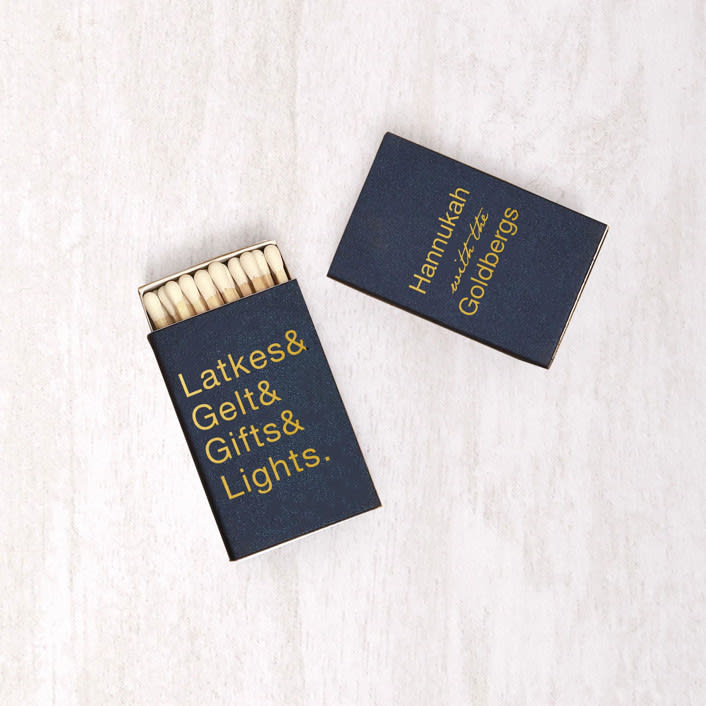 Latkes&
Gelt&
Gifts&
Lights.
Hannukah
with the
Goldbergs